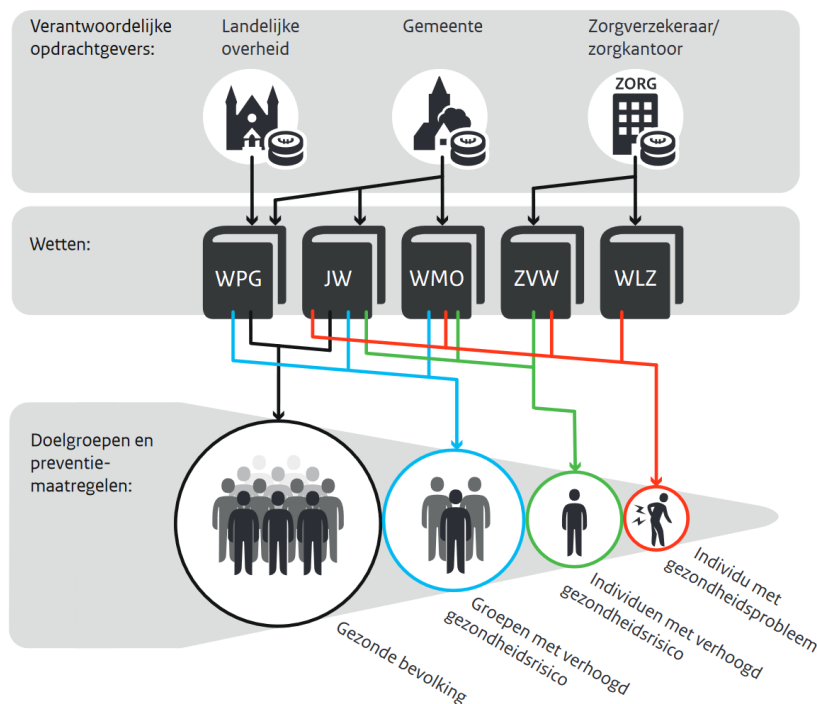 Verantwoordelijke
opdrachtgevers:
Landelijke
overheid
Gemeente
Zorgverzekeraar/
zorgkantoor
ZORG
Wetten:
WPG
JW
WMO
ZVW
WLZ
Doelgroepen en
preventie-
maatregelen:
Gezonde bevolking
Groepen met verhoogd
gezondheidsrisico
Individuen met verhoogd
gezondheidsrisico
Individu met
gezondheidsprobleem